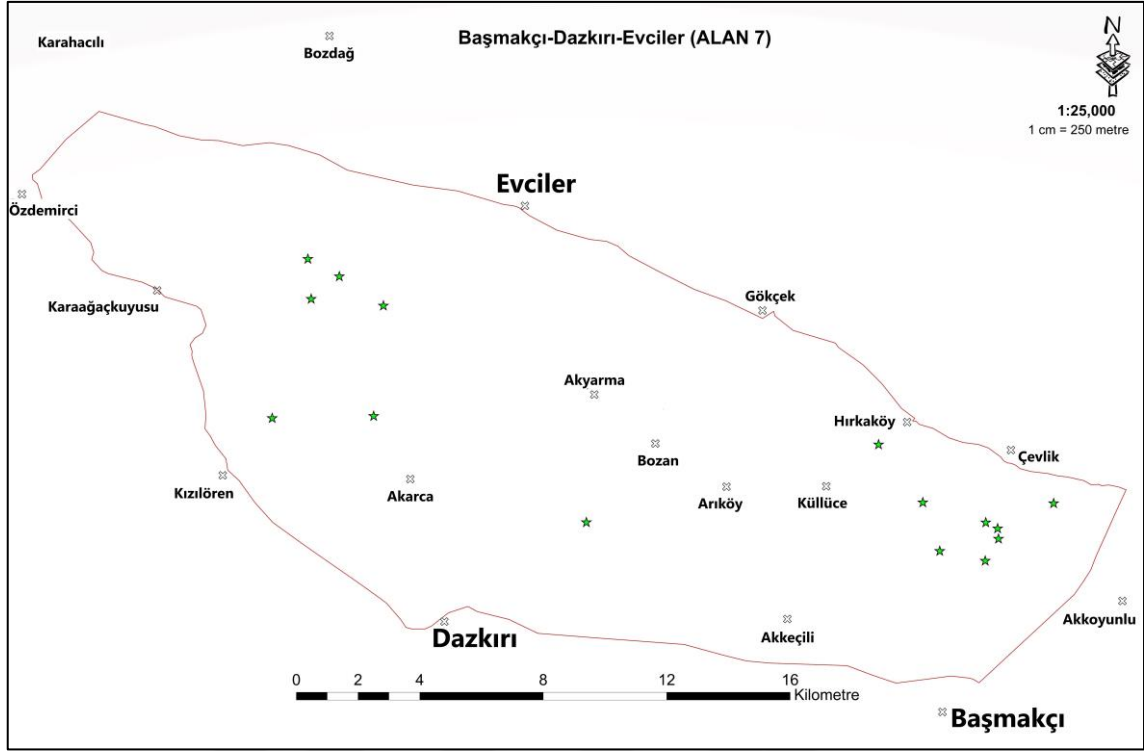 Karahacılı
Bozdağ
Başmakçı-Dazkırı-Evciler (ALAN 7)
N
1:25,000
1 cm = 250 metre
Evciler
Özdemirci
Karaağaçkuyusu
Gökçek
Akyarma
Hırkaköy
Bozan
Çevlik
Kızılören
Akarca
Arıköy
Küllüce
Akkoyunlu
Dazkırı
Akkeçili
0 2 4 8 12 16
Kilometre
Başmakçı